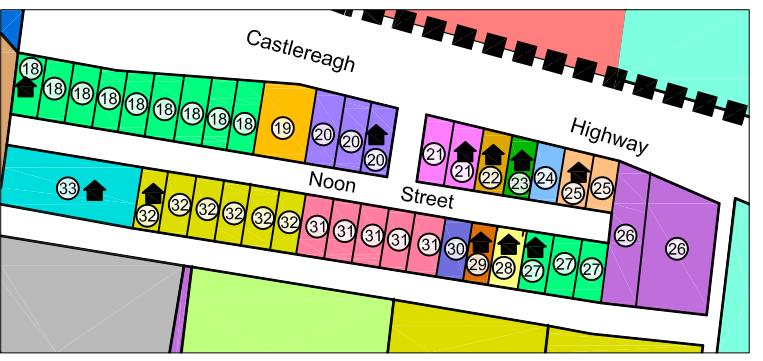 Castlereagh
Highway
18 18 18 18 18 18 18 18 18 19 20 20 20
21 21 22 23 24 25 25 26 26
Noon Street
33 32 32 32 32 32 32 31 31 31 31 31 30 29 28 27 27 27